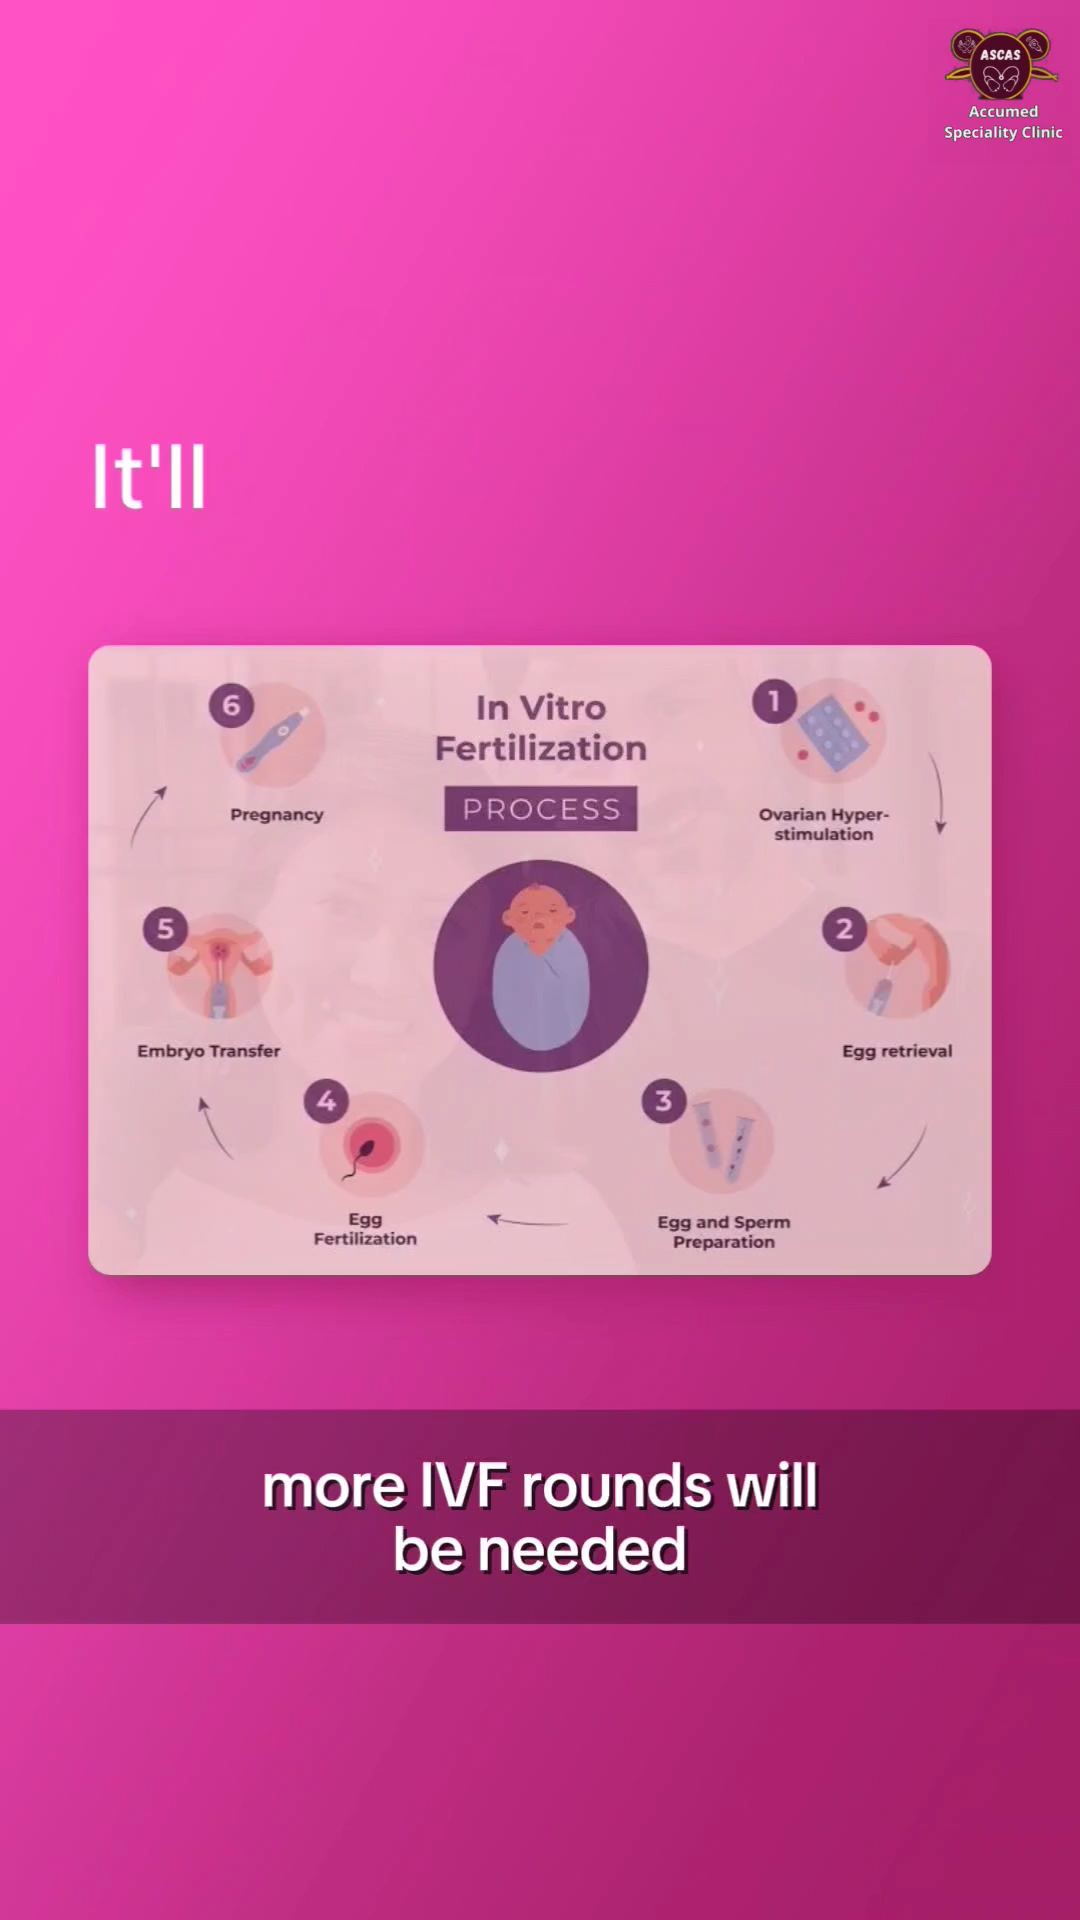 ASCAS
Accumed
Speciality Clinic
It'll
In Vitro
Fertilization
PROCESS
1
Ovarian Hyper-
stimulation
2
Egg retrieval
3
Egg and Sperm
Preparation
4
Egg
Fertilization
5
Embryo Transfer
6
Pregnancy
more IVF rounds will
be needed